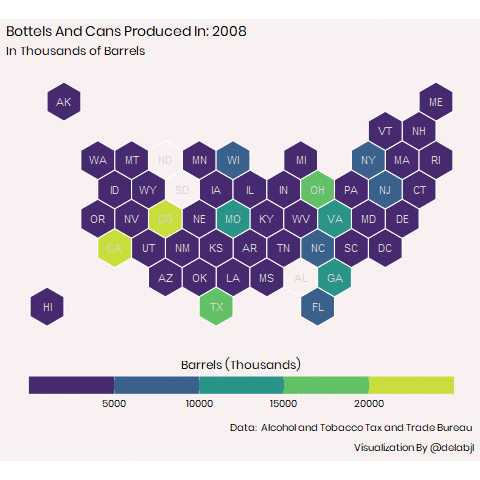 Bottels And Cans Produced In: 2008
In Thousands of Barrels
AK ME
VT NH
WA MT ND MN WI MI NY MA RI
ID WY SD IA IL IN OH PA NJ CT
OR NV CO NE MO KY WV VA MD DE
CA UT NM KS AR TN NC SC DC
AZ OK LA MS AL GA
HI TX FL
Barrels (Thousands)
5000 10000 15000 20000
Data: Alcohol and Tobacco Tax and Trade Bureau
Visualization By @delabjl